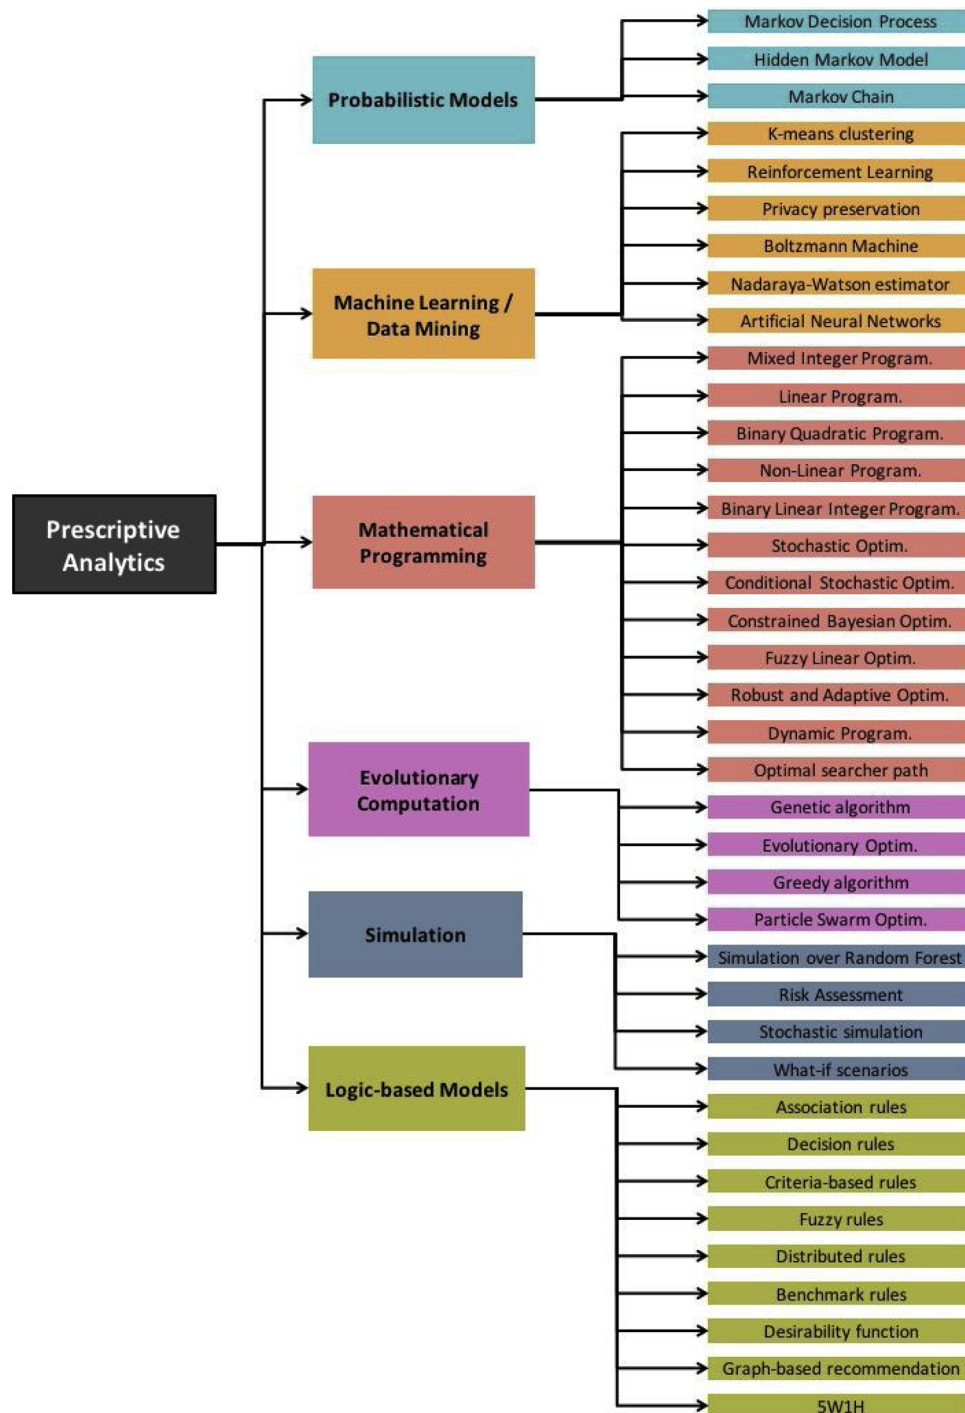 Prescriptive
Analytics
Probabilistic Models
Markov Decision Process
Hidden Markov Model
Markov Chain
Machine Learning /
Data Mining
K-means clustering
Reinforcement Learning
Privacy preservation
Boltzmann Machine
Nadaraya-Watson estimator
Artificial Neural Networks
Mathematical
Programming
Mixed Integer Program.
Linear Program.
Binary Quadratic Program.
Non-Linear Program.
Binary Linear Integer Program.
Stochastic Optim.
Conditional Stochastic Optim.
Constrained Bayesian Optim.
Fuzzy Linear Optim.
Robust and Adaptive Optim.
Dynamic Program.
Optimal searcher path
Evolutionary
Computation
Genetic algorithm
Evolutionary Optim.
Greedy algorithm
Particle Swarm Optim.
Simulation
Simulation over Random Forest
Risk Assessment
Stochastic simulation
What-if scenarios
Logic-based Models
Association rules
Decision rules
Criteria-based rules
Fuzzy rules
Distributed rules
Benchmark rules
Desirability function
Graph-based recommendation
5W1H